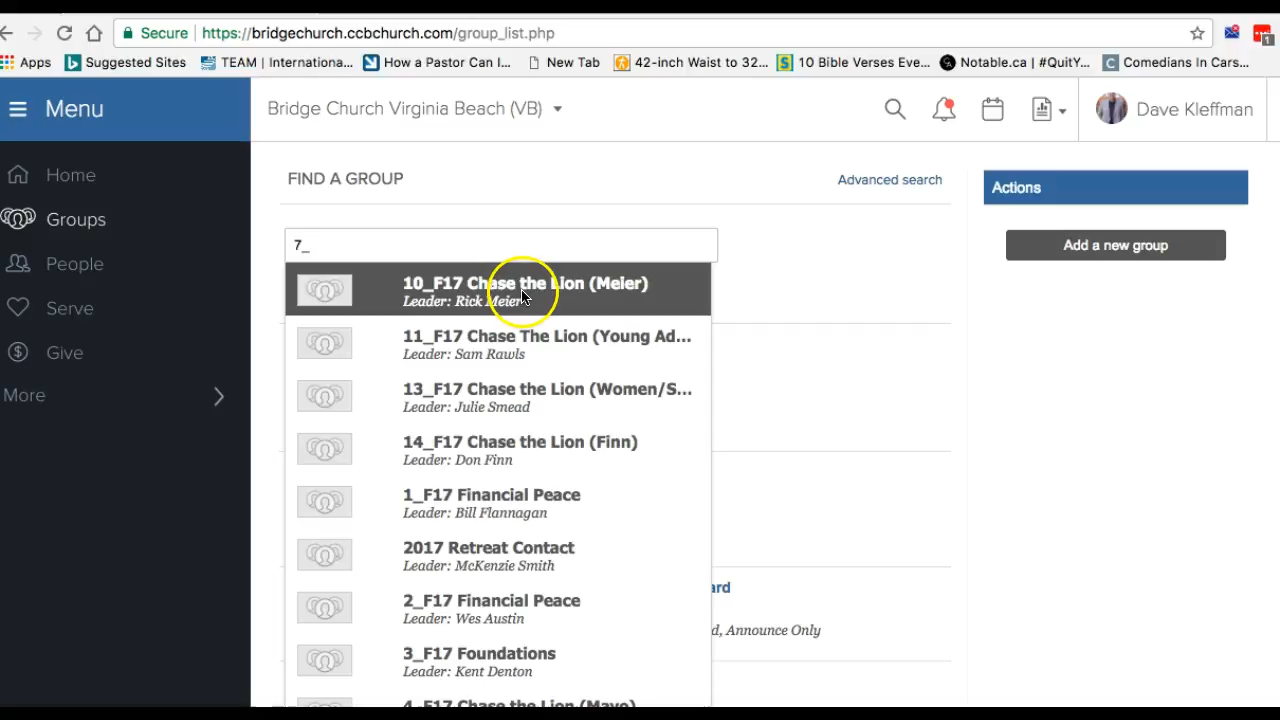 Secure https://bridgechurch.ccbchurch.com/group_list.php
1
Apps Suggested Sites TEAM | Internationa... How a Pastor Can I... New Tab 42-inch Waist to 32... 10 Bible Verses Eve... Notable.ca | #QuitY... Comedians In Cars...
Menu
Bridge Church Virginia Beach (VB)
Dave Kleffman
Home
Groups
People
Serve
Give
More
FIND A GROUP
Advanced search
7_
10_F17 Chase the Lion (Meier)
Leader: Rick Meier
11_F17 Chase The Lion (Young Ad...
Leader: Sam Rawls
13_F17 Chase the Lion (Women/S...
Leader: Julie Smead
14_F17 Chase the Lion (Finn)
Leader: Don Finn
1_F17 Financial Peace
Leader: Bill Flannagan
2017 Retreat Contact
Leader: McKenzie Smith
2_F17 Financial Peace
Leader: Wes Austin
3_F17 Foundations
Leader: Kent Denton
4_F17 Chase the Lion (Mayo)
ard
d, Announce Only
Actions
Add a new group